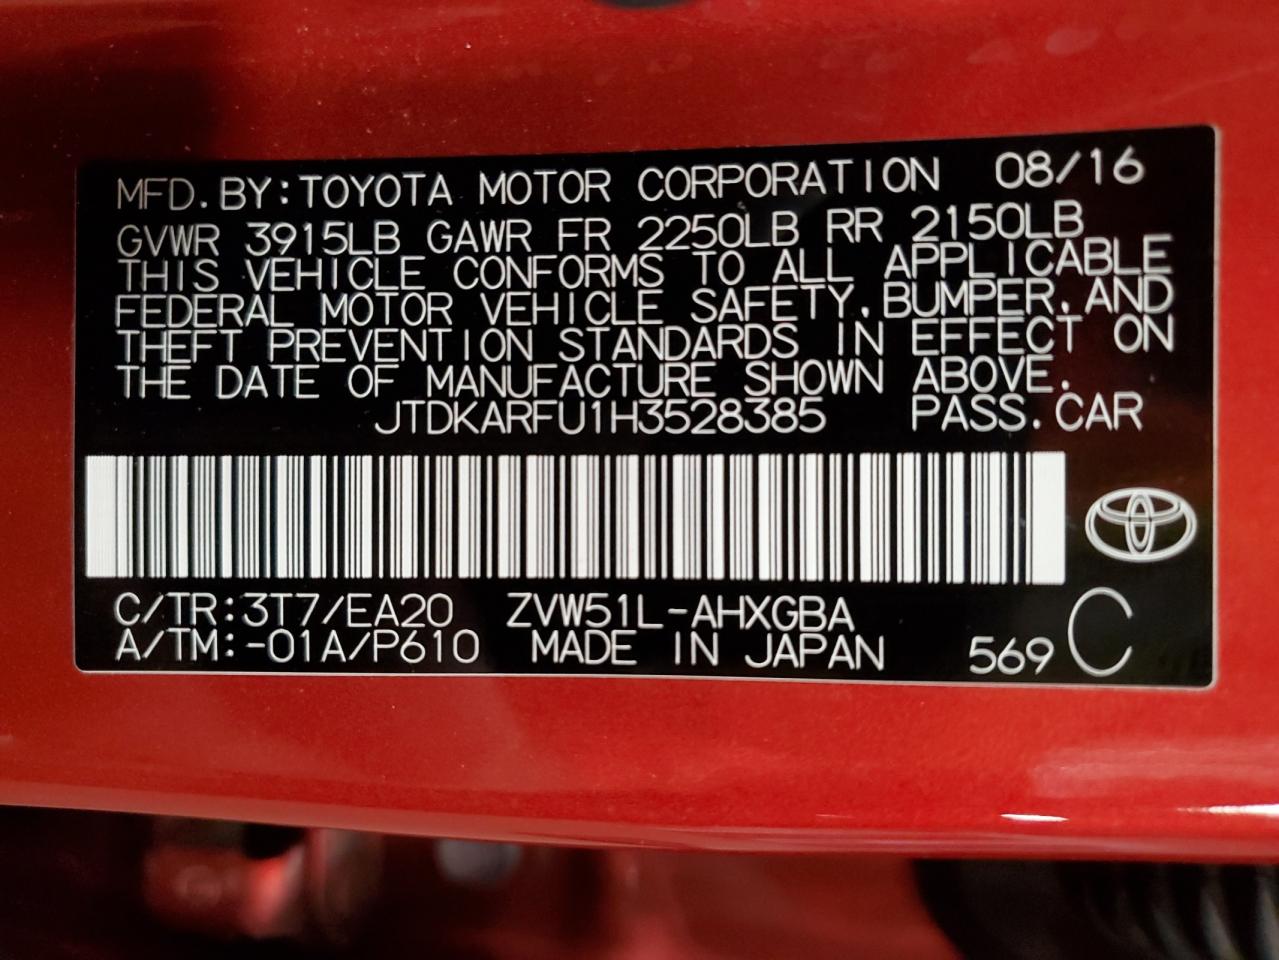 MFD. BY: TOYOTA MOTOR CORPORATION 08/16
GVWR 3915LB GAWR FR 2250LB RR 2150LB
THIS VEHICLE CONFORMS TO ALL APPLICABLE
FEDERAL MOTOR VEHICLE SAFETY, BUMPER, AND
THEFT PREVENTION STANDARDS IN EFFECT ON
THE DATE OF MANUFACTURE SHOWN ABOVE.
JTDKARFU1H3528385 PASS. CAR
C/TR: 3T7/EA20 ZVW51L-AHXGBA
A/TM: -01A/P610 MADE IN JAPAN 569 C